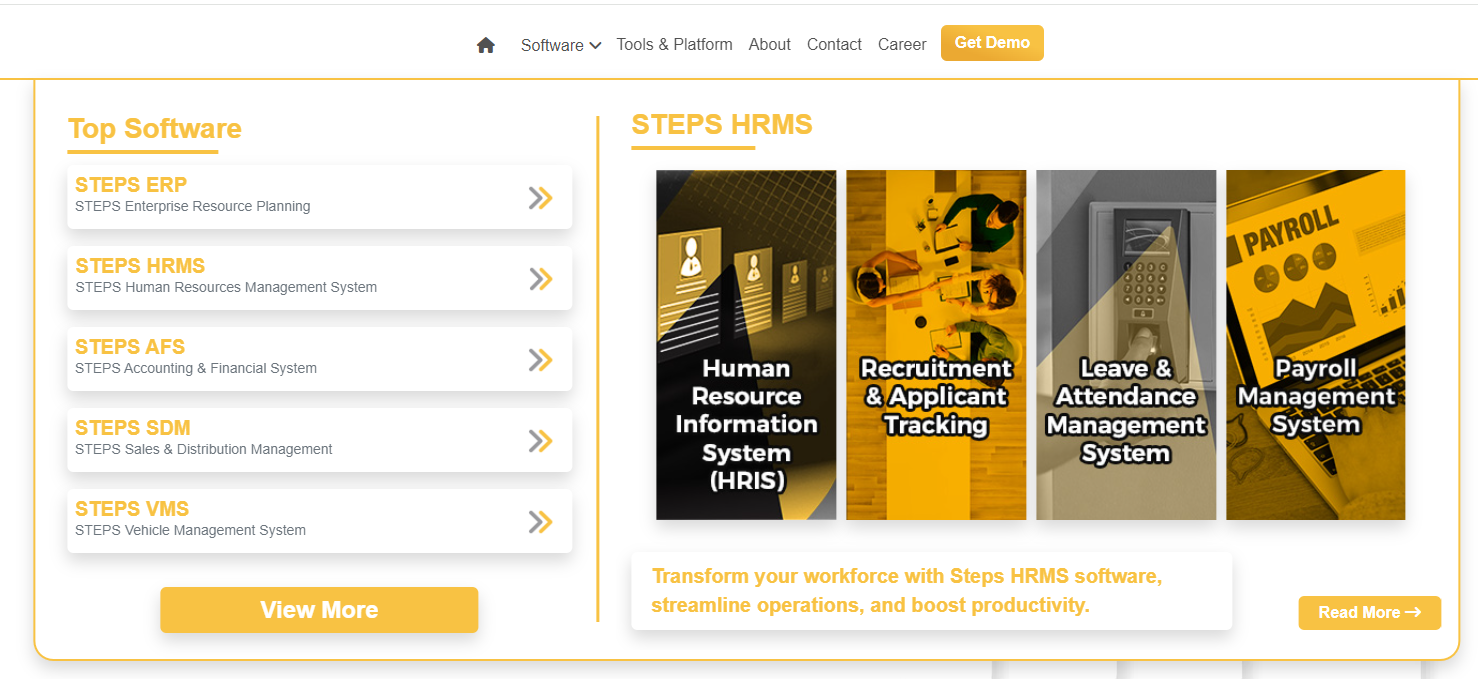 Software
Tools & Platform
About
Contact
Career
Get Demo
Top Software
STEPS ERP
STEPS Enterprise Resource Planning
STEPS HRMS
STEPS Human Resources Management System
STEPS AFS
STEPS Accounting & Financial System
STEPS SDM
STEPS Sales & Distribution Management
STEPS VMS
STEPS Vehicle Management System
View More
STEPS HRMS
Human
Resource
Information
System
(HRIS)
Recruitment
& Applicant
Tracking
Leave &
Attendance
Management
System
PAYROLL
Payroll
Management
System
Transform your workforce with Steps HRMS software,
streamline operations, and boost productivity.
Read More